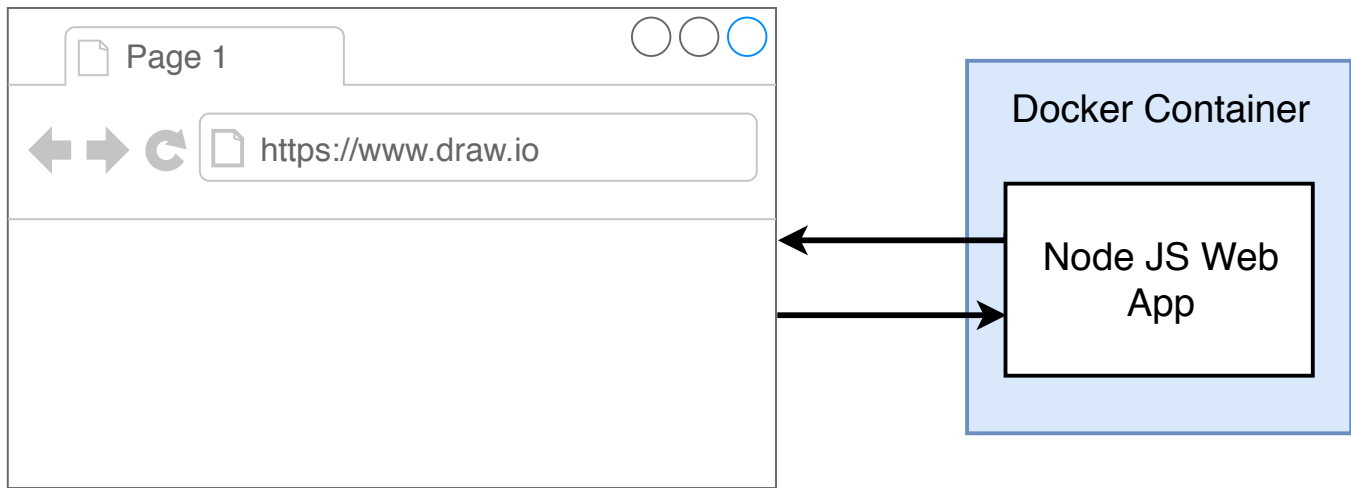 Page 1
https://www.draw.io
Docker Container
Node JS Web
App